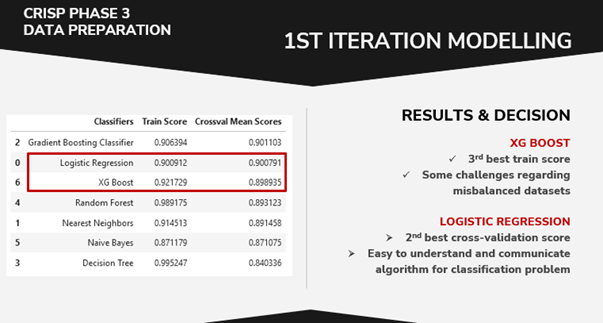 CRISP PHASE 3
DATA PREPARATION
1ST ITERATION MODELLING
Classifiers Train Score Crossval Mean Scores
2 Gradient Boosting Classifier 0.906394 0.901103
0 Logistic Regression 0.900912 0.900791
6 XG Boost 0.921729 0.898935
4 Random Forest 0.989175 0.893123
1 Nearest Neighbors 0.914513 0.891458
5 Naive Bayes 0.871179 0.871075
3 Decision Tree 0.995247 0.840336
RESULTS & DECISION
XG BOOST
✓ 3rd best train score
✓ Some challenges regarding
misbalanced datasets
LOGISTIC REGRESSION
➤ 2nd best cross-validation score
➤ Easy to understand and communicate
algorithm for classification problem